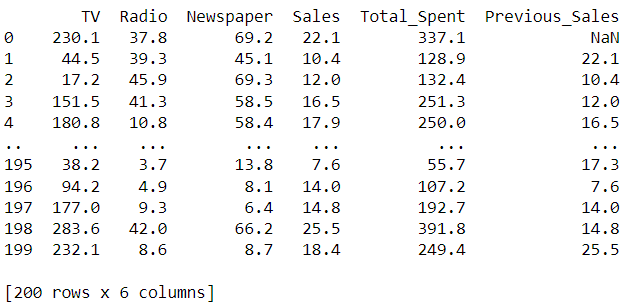 TV Radio Newspaper Sales Total_Spent Previous_Sales
0 230.1 37.8 69.2 22.1 337.1 NaN
1 44.5 39.3 45.1 10.4 128.9 22.1
2 17.2 45.9 69.3 12.0 132.4 10.4
3 151.5 41.3 58.5 16.5 251.3 12.0
4 180.8 10.8 58.4 17.9 250.0 16.5
.. ... ... ... ... ... ...
195 38.2 3.7 13.8 7.6 55.7 17.3
196 94.2 4.9 8.1 14.0 107.2 7.6
197 177.0 9.3 6.4 14.8 192.7 14.0
198 283.6 42.0 66.2 25.5 391.8 14.8
199 232.1 8.6 8.7 18.4 249.4 25.5
[200 rows x 6 columns]